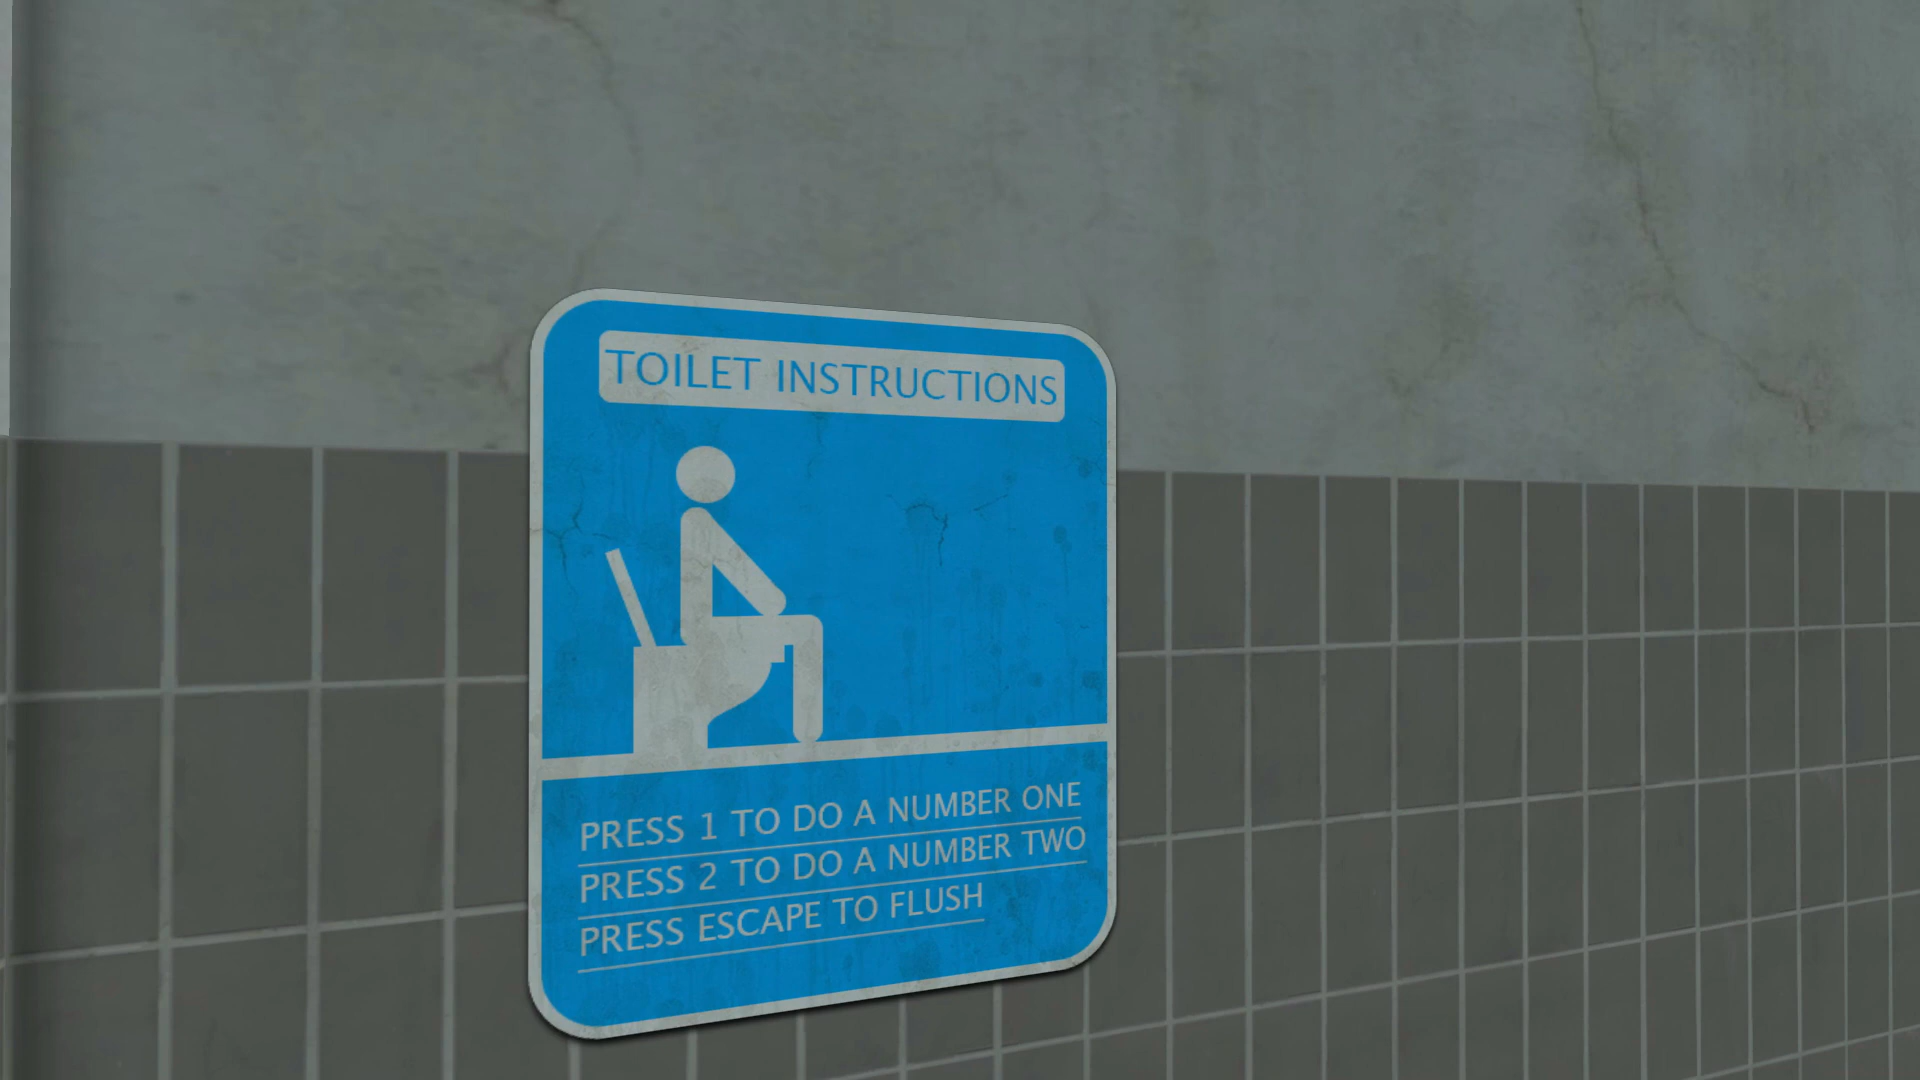 TOILET INSTRUCTIONS
PRESS 1 TO DO A NUMBER ONE
PRESS 2 TO DO A NUMBER TWO
PRESS ESCAPE TO FLUSH